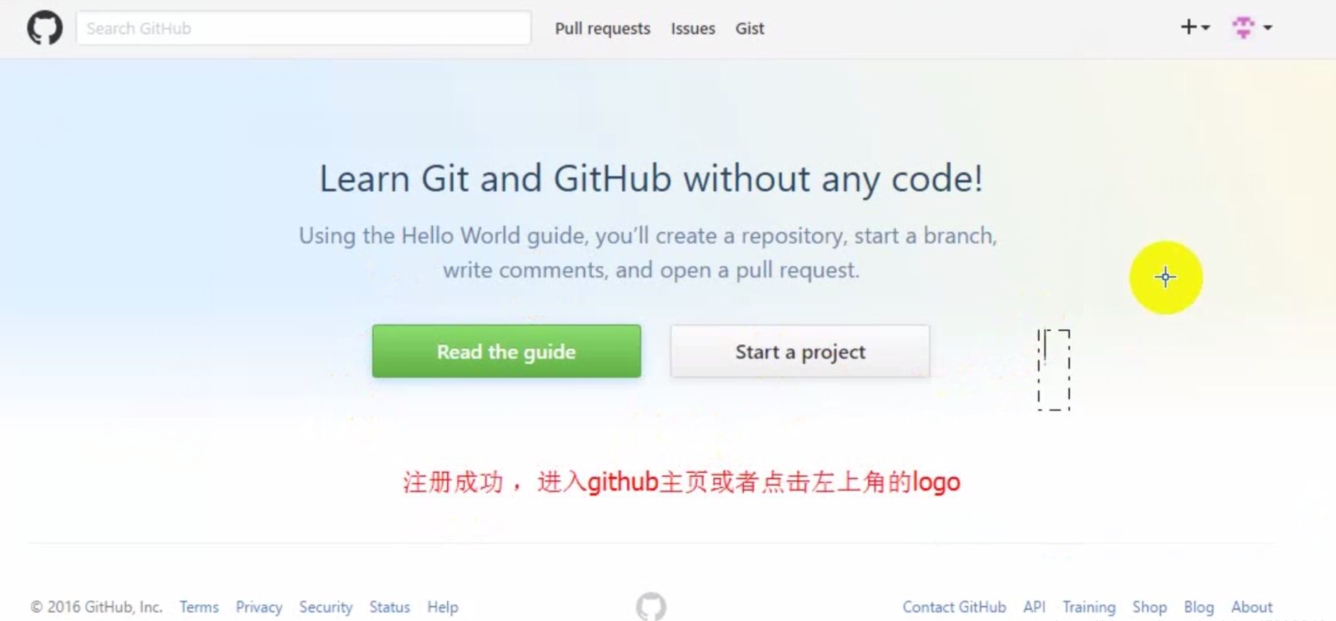 Search GitHub
Pull requests Issues Gist
Learn Git and GitHub without any code!
Using the Hello World guide, you’ll create a repository, start a branch,
write comments, and open a pull request.
Read the guide
Start a project
注册成功 ，进入github主页或者点击左上角的logo
© 2016 GitHub, Inc. Terms Privacy Security Status Help
Contact GitHub API Training Shop Blog About